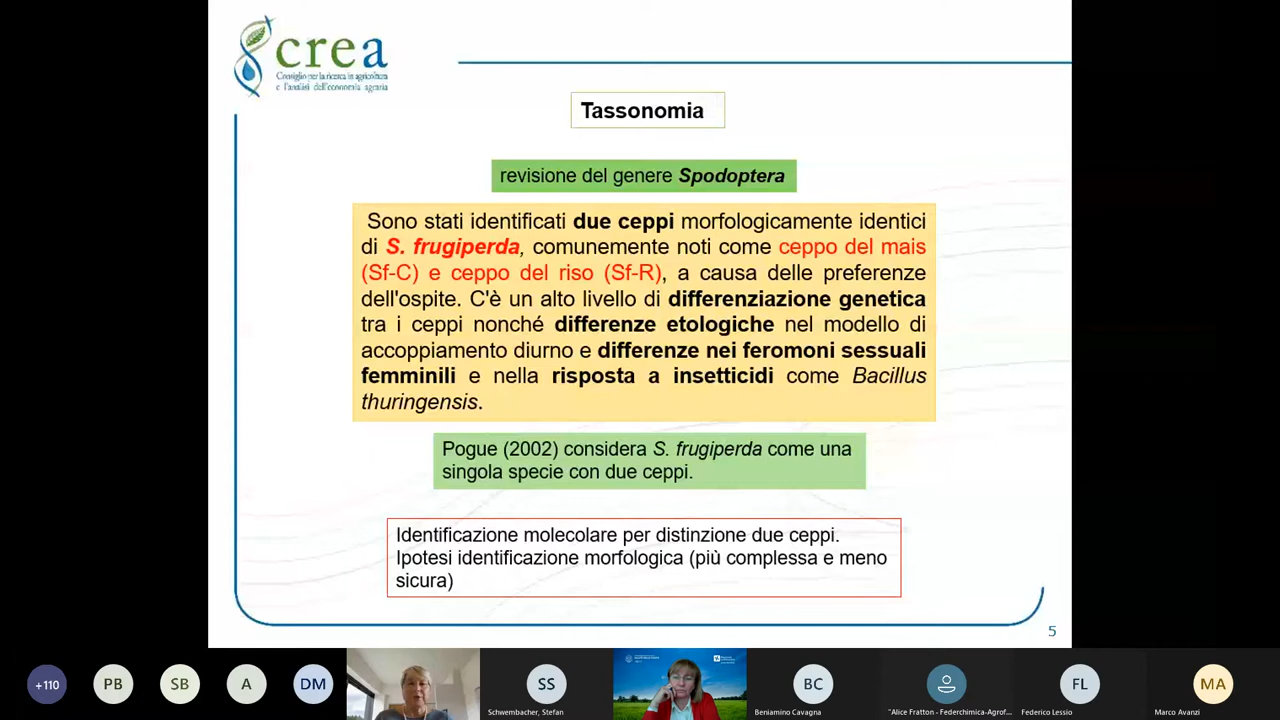 crea
Consiglio per la ricerca in agricoltura
e l'analisi dell'economia agraria
Tassonomia
revisione del genere Spodoptera
Sono stati identificati due ceppi morfologicamente identici
di S. frugiperda, comunemente noti come ceppo del mais
(Sf-C) e ceppo del riso (Sf-R), a causa delle preferenze
dell'ospite. C'è un alto livello di differenziazione genetica
tra i ceppi nonché differenze etologiche nel modello di
accoppiamento diurno e differenze nei feromoni sessuali
femminili e nella risposta a insetticidi come Bacillus
thuringensis.
Pogue (2002) considera S. frugiperda come una
singola specie con due ceppi.
Identificazione molecolare per distinzione due ceppi.
Ipotesi identificazione morfologica (più complessa e meno
sicura)
5
+110
PB
SB
A
DM
SS
BC
FL
MA
Schwembacher, Stefan
Beniamino Cavagna
"Alice Fratton - Federchimica-Agrof...
Federico Lessio
Marco Avanzi